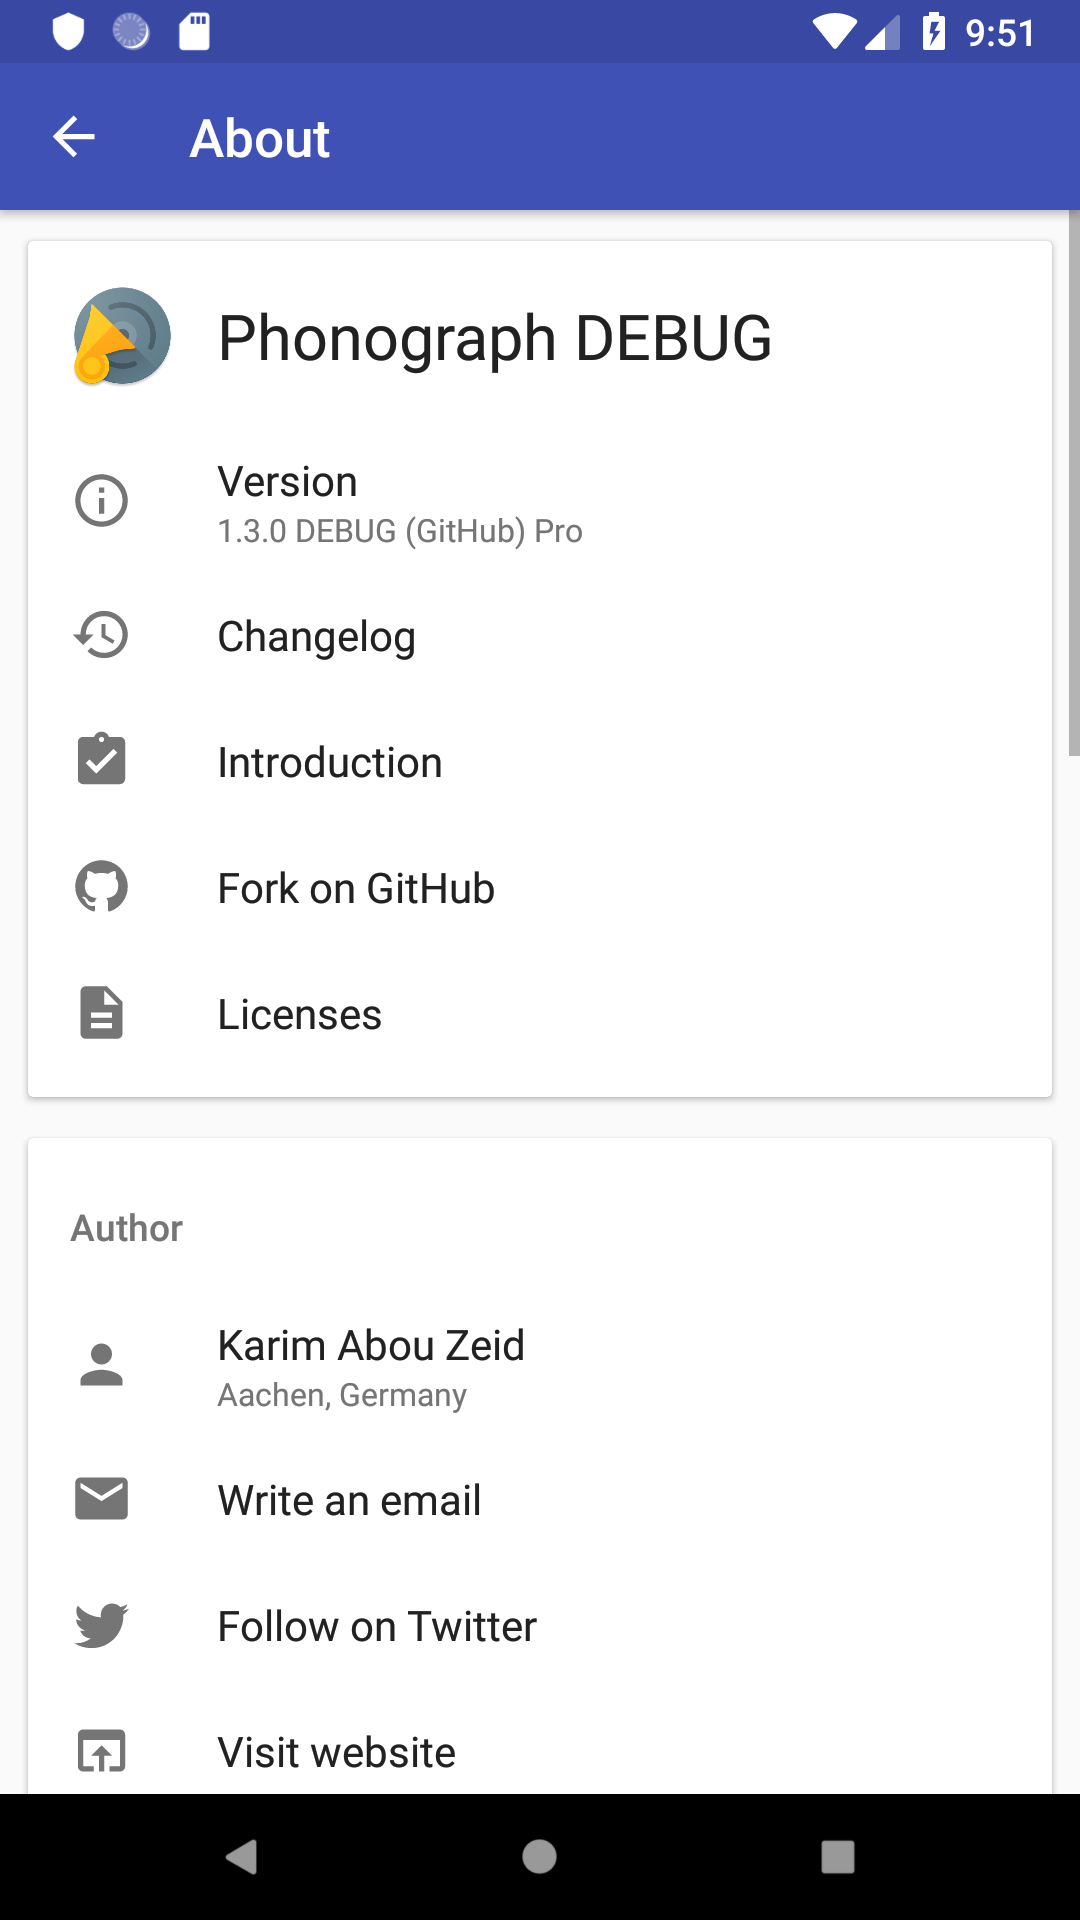 9:51
About
Phonograph DEBUG
Version
1.3.0 DEBUG (GitHub) Pro
Changelog
Introduction
Fork on GitHub
Licenses
Author
Karim Abou Zeid
Aachen, Germany
Write an email
Follow on Twitter
Visit website